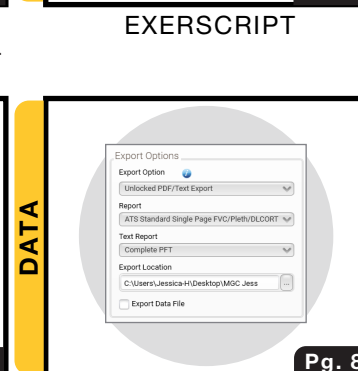 EXERSCRIPT
DATA
Export Options
Export Option
Unlocked PDF/Text Export
Report
ATS Standard Single Page FVC/Pleth/DLCORT
Text Report
Complete PFT
Export Location
C:\Users\Jessica-H\Desktop\MGC Jess
...
Export Data File
Pg. 8